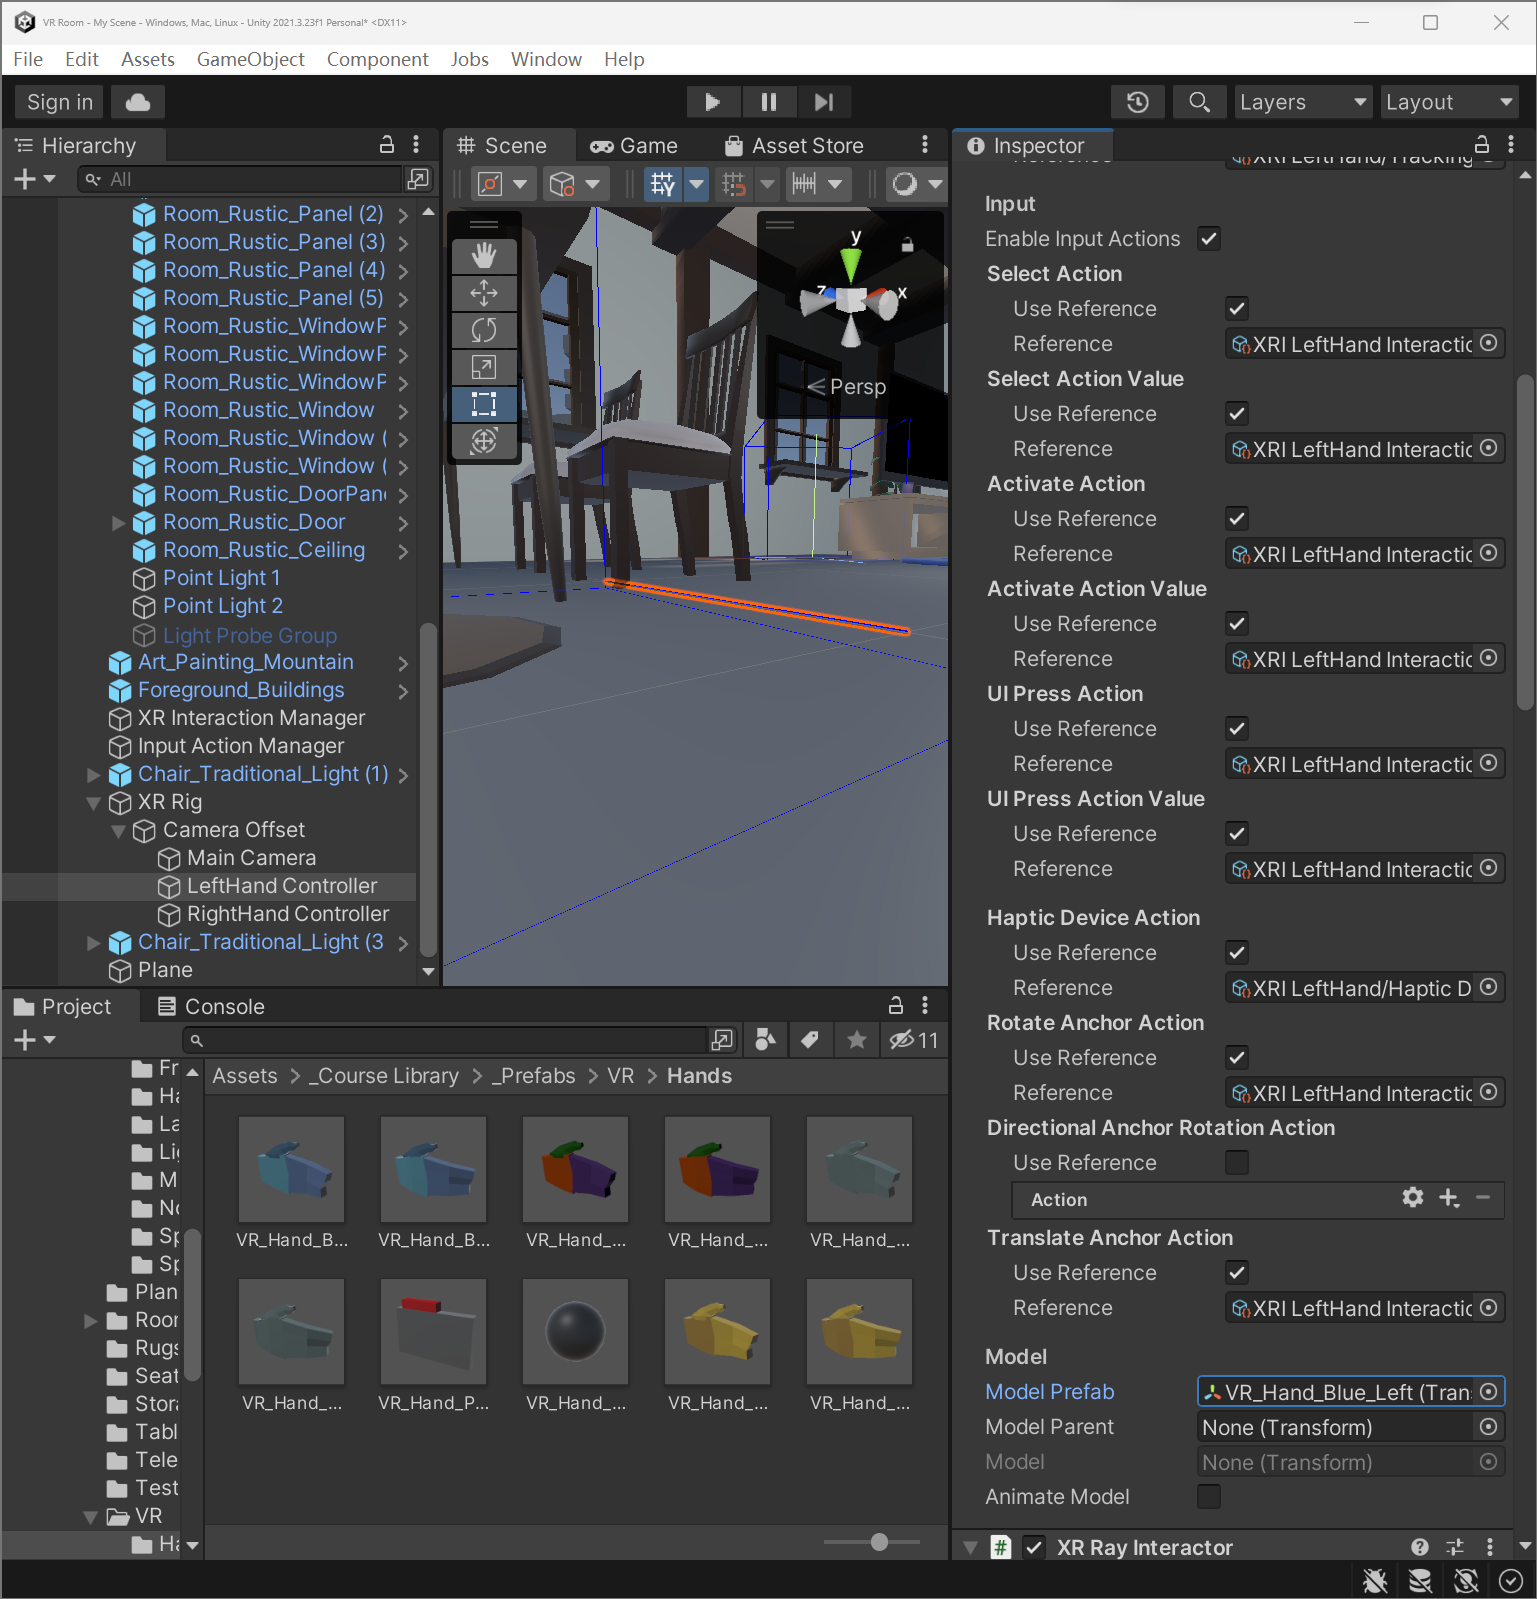 VR Room - My Scene - Windows, Mac, Linux - Unity 2021.3.23f1 Personal* <DX11>
File Edit Assets GameObject Component Jobs Window Help
Sign in
Layers
Layout
Hierarchy
All
Room_Rustic_Panel (2)
Room_Rustic_Panel (3)
Room_Rustic_Panel (4)
Room_Rustic_Panel (5)
Room_Rustic_WindowP
Room_Rustic_WindowP
Room_Rustic_WindowP
Room_Rustic_Window
Room_Rustic_Window (
Room_Rustic_Window (
Room_Rustic_DoorPane
Room_Rustic_Door
Room_Rustic_Ceiling
Point Light 1
Point Light 2
Light Probe Group
Art_Painting_Mountain
Foreground_Buildings
XR Interaction Manager
Input Action Manager
Chair_Traditional_Light (1)
XR Rig
Camera Offset
Main Camera
LeftHand Controller
RightHand Controller
Chair_Traditional_Light (3
Plane
Scene
Game
Asset Store
y
z
x
Persp
Project
Console
11
Fr
Ha
La
Lig
M
No
Sp
Sp
Plan
Roor
Rugs
Seat
Stora
Tabl
Tele
Test
VR
Ha
Assets > _Course Library > _Prefabs > VR > Hands
VR_Hand_B... VR_Hand_B... VR_Hand_... VR_Hand_... VR_Hand_...
VR_Hand_... VR_Hand_P... VR_Hand_... VR_Hand_... VR_Hand_...
Inspector
Reference XRI LeftHand/Tracking
Input
Enable Input Actions
Select Action
Use Reference
Reference XRI LeftHand Interactic
Select Action Value
Use Reference
Reference XRI LeftHand Interactic
Activate Action
Use Reference
Reference XRI LeftHand Interactic
Activate Action Value
Use Reference
Reference XRI LeftHand Interactic
UI Press Action
Use Reference
Reference XRI LeftHand Interactic
UI Press Action Value
Use Reference
Reference XRI LeftHand Interactic
Haptic Device Action
Use Reference
Reference XRI LeftHand/Haptic D
Rotate Anchor Action
Use Reference
Reference XRI LeftHand Interactic
Directional Anchor Rotation Action
Use Reference
Action
Translate Anchor Action
Use Reference
Reference XRI LeftHand Interactic
Model
Model Prefab VR_Hand_Blue_Left (Tran
Model Parent None (Transform)
Model None (Transform)
Animate Model
# XR Ray Interactor